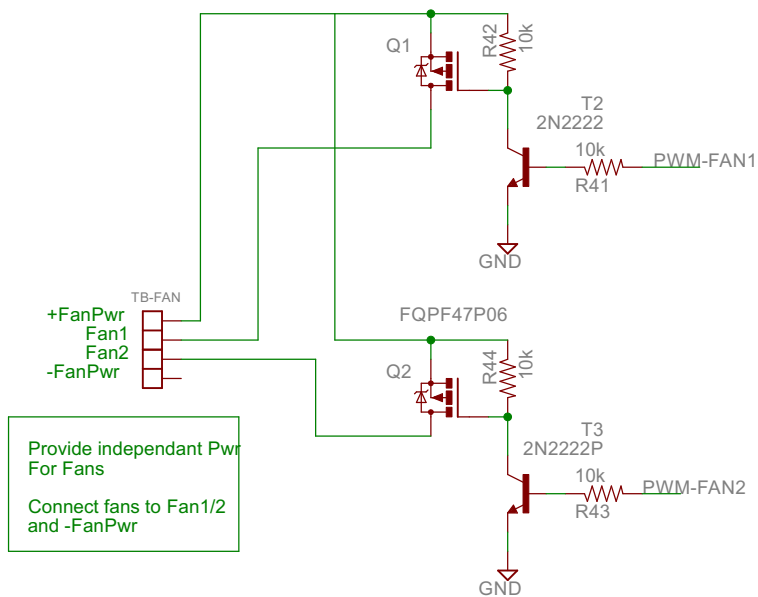 R42
10k
Q1
T2
2N2222
10k
PWM-FAN1
R41
GND
TB-FAN
+FanPwr
Fan1
Fan2
-FanPwr
FQPF47P06
R44
10k
Q2
T3
2N2222P
10k
PWM-FAN2
R43
GND
Provide independant Pwr
For Fans
Connect fans to Fan1/2
and -FanPwr